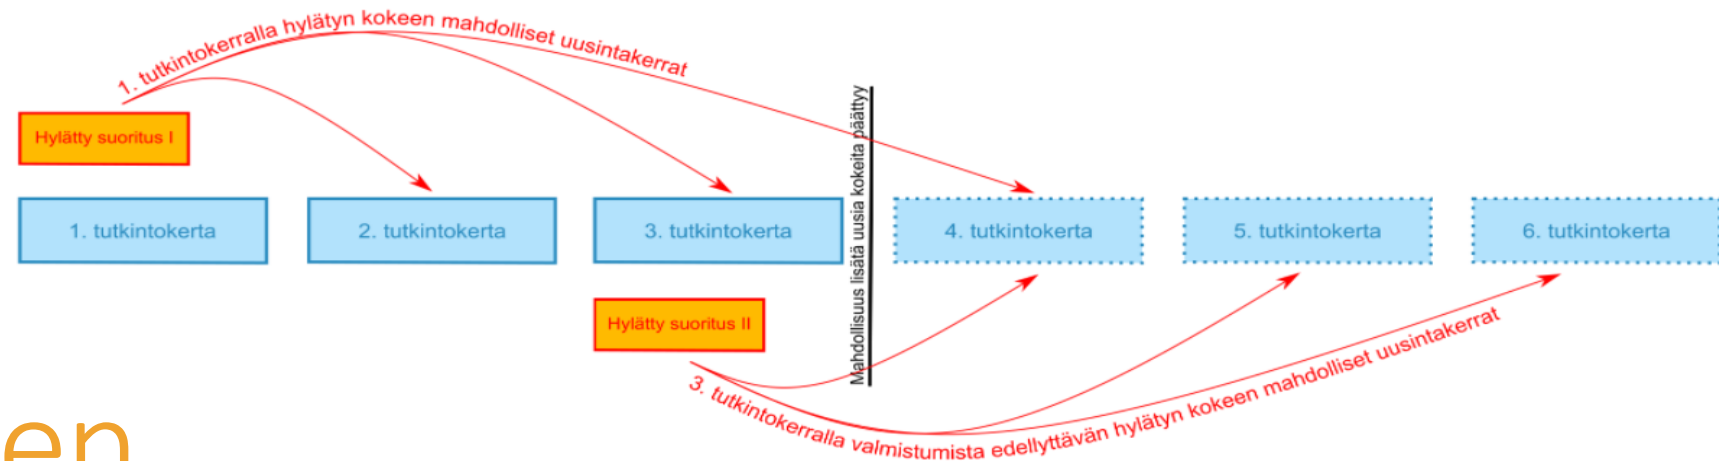 1. tutkintokerralla hylätyn kokeen mahdolliset uusintakerrat
Hylätty suoritus I
1. tutkintokerta
2. tutkintokerta
3. tutkintokerta
Mahdollisuus lisätä uusia kokeita päättyy
4. tutkintokerta
5. tutkintokerta
6. tutkintokerta
Hylätty suoritus II
3. tutkintokerralla valmistumista edellyttävän hylätyn kokeen mahdolliset uusintakerrat
en